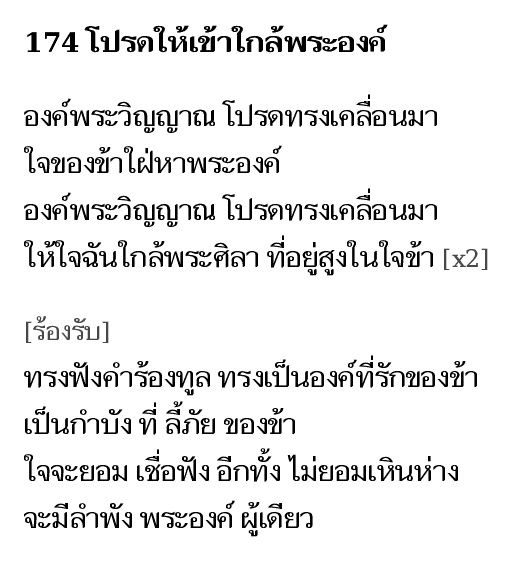 174 โปรดให้เข้าใกล้พระองค์
องค์พระวิญญาณ โปรดทรงเคลื่อนมา
ใจของข้าใฝ่หาพระองค์
องค์พระวิญญาณ โปรดทรงเคลื่อนมา
ให้ใจฉันใกล้พระศิลา ที่อยู่สูงในใจข้า [x2]
[ร้องรับ]
ทรงฟังคำร้องทูล ทรงเป็นองค์ที่รักของข้า
เป็นกำบัง ที่ ลี้ภัย ของข้า
ใจจะยอม เชื่อฟัง อีกทั้ง ไม่ยอมเหินห่าง
จะมีลำพัง พระองค์ ผู้เดียว